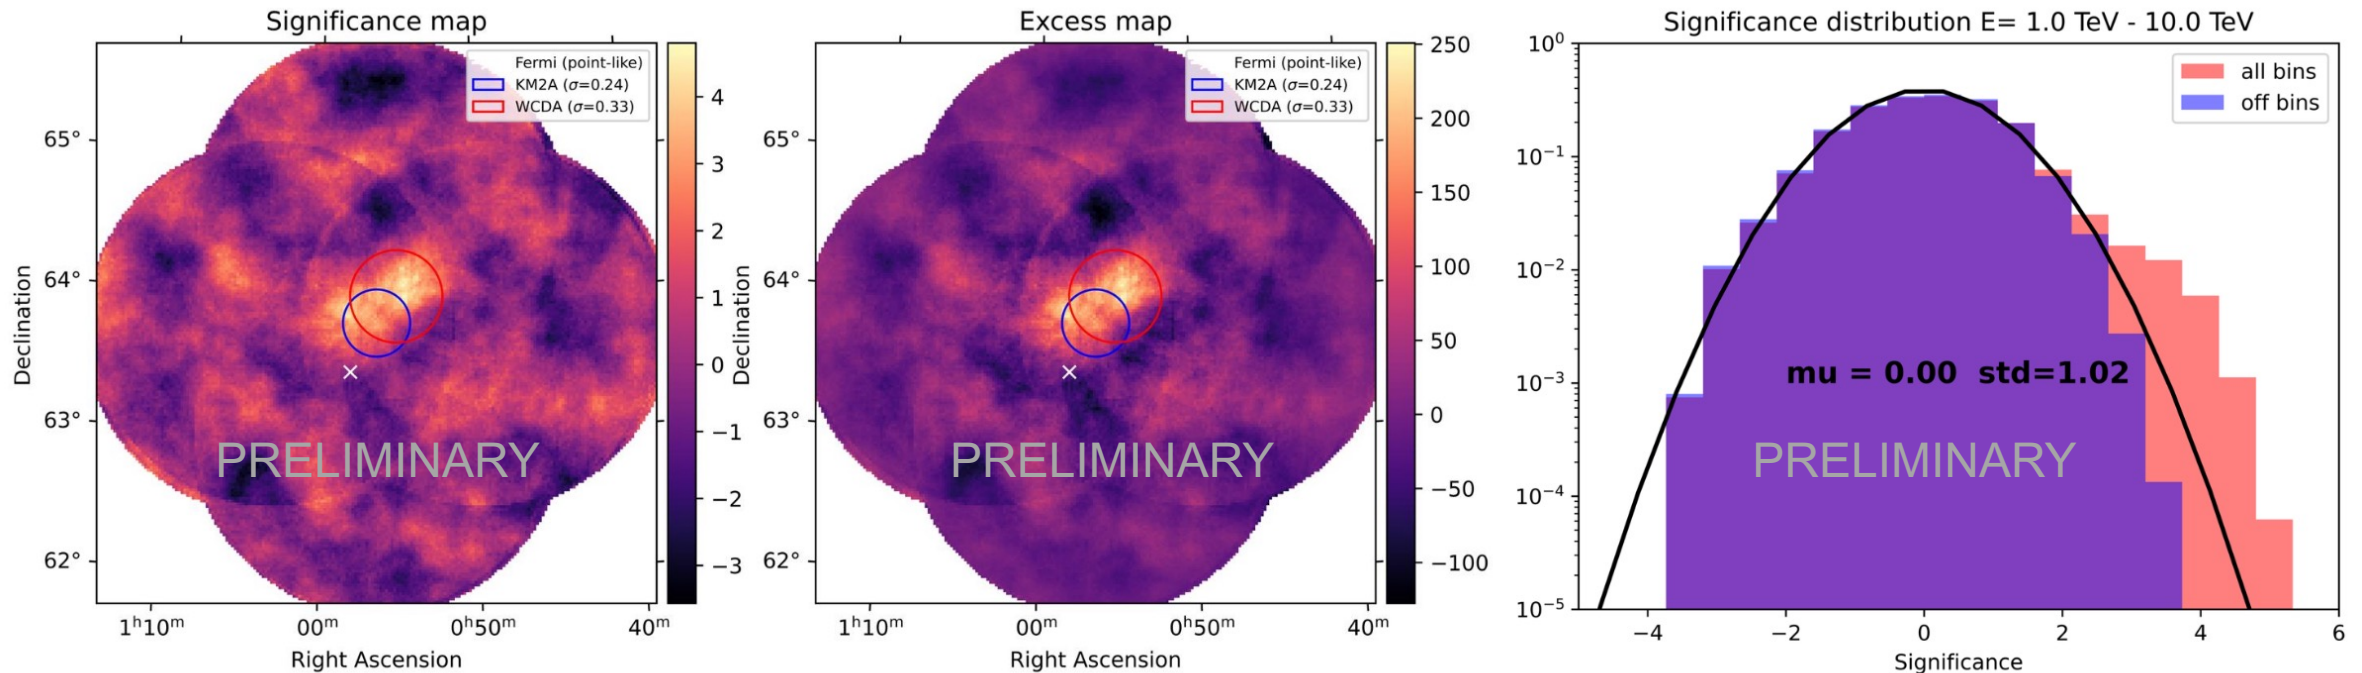 Significance map
Fermi (point-like)
KM2A (σ=0.24)
WCDA (σ=0.33)
65°
64°
63°
62°
Declination
PRELIMINARY
1ʰ10ᵐ
00ᵐ
0ʰ50ᵐ
40ᵐ
Right Ascension
4
3
2
1
0
−1
−2
−3
Excess map
Fermi (point-like)
KM2A (σ=0.24)
WCDA (σ=0.33)
65°
64°
63°
62°
Declination
PRELIMINARY
1ʰ10ᵐ
00ᵐ
0ʰ50ᵐ
40ᵐ
Right Ascension
250
200
150
100
50
0
−50
−100
Significance distribution E= 1.0 TeV - 10.0 TeV
all bins
off bins
10⁰
10⁻¹
10⁻²
10⁻³
10⁻⁴
10⁻⁵
mu = 0.00 std=1.02
PRELIMINARY
−4
−2
0
2
4
6
Significance